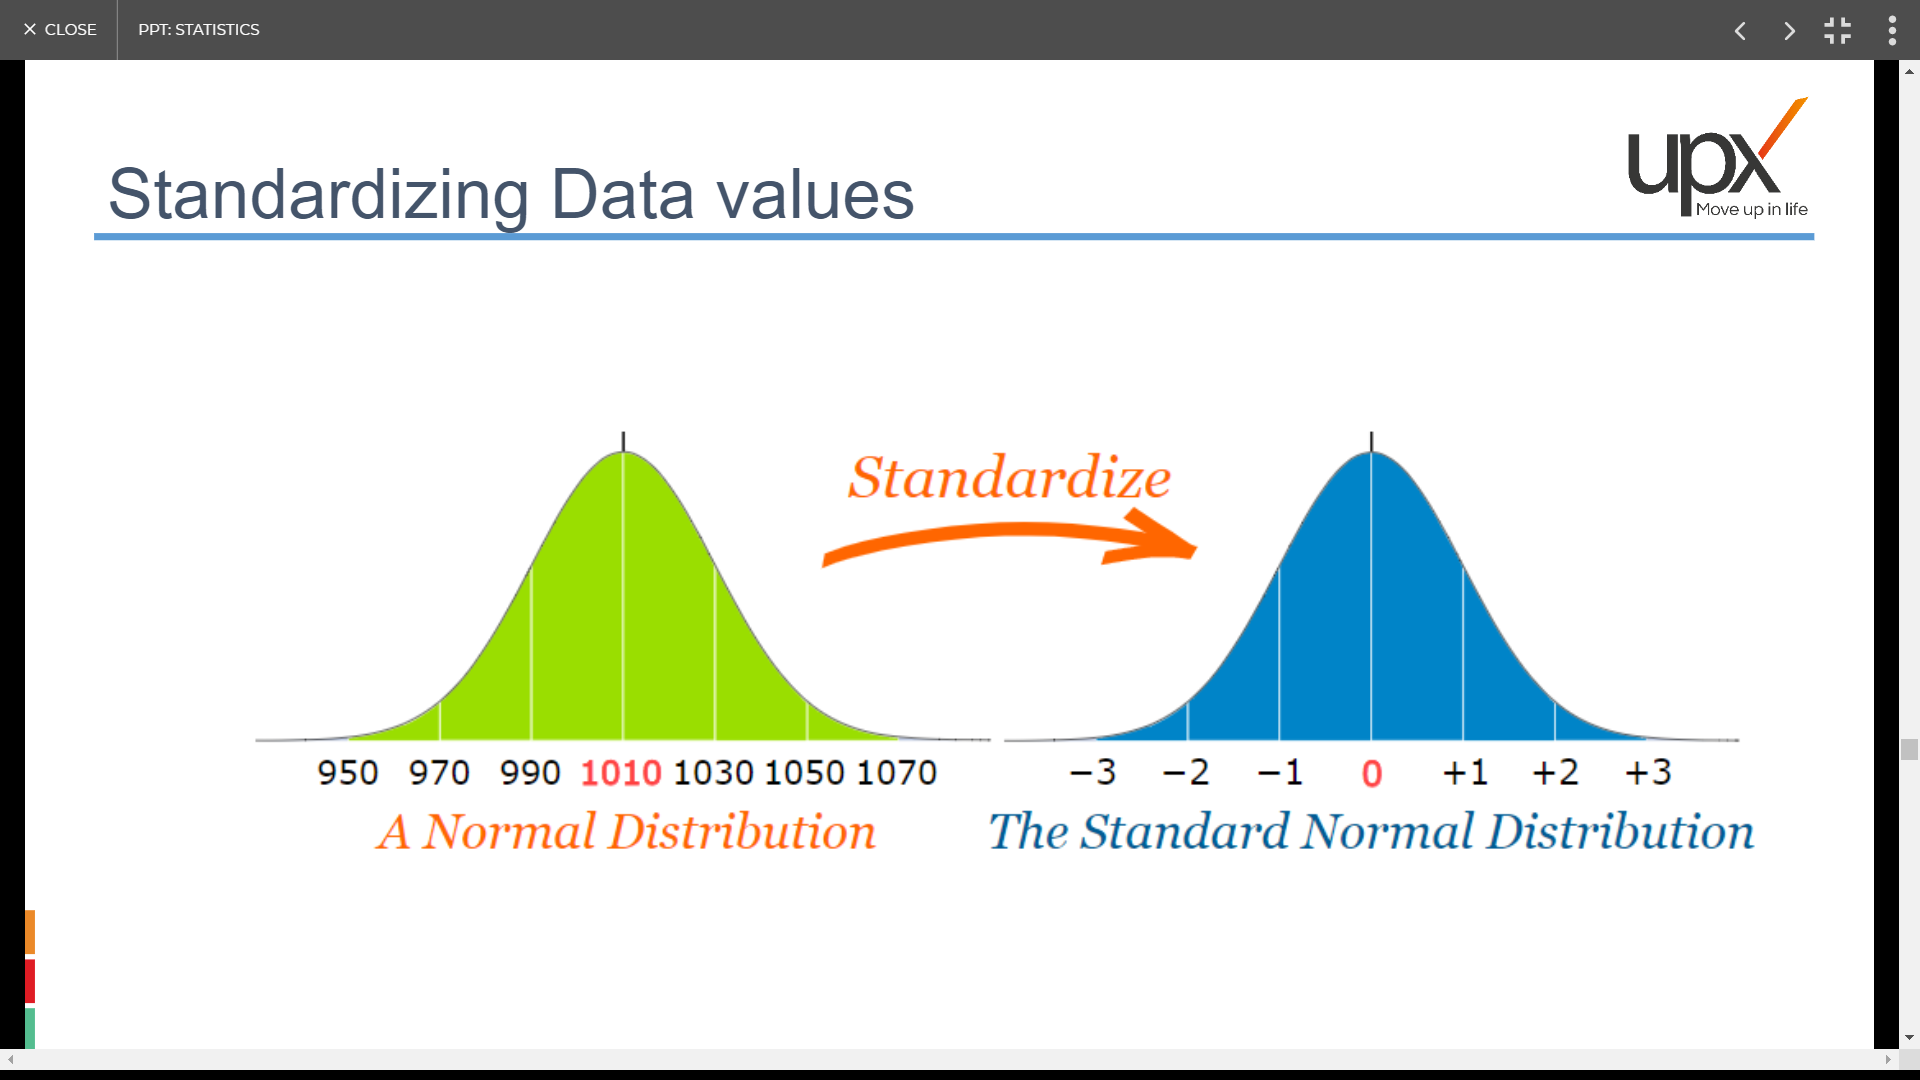 CLOSE
PPT: STATISTICS
upx
Move up in life
Standardizing Data values
Standardize
950 970 990 1010 1030 1050 1070
−3 −2 −1 0 +1 +2 +3
A Normal Distribution
The Standard Normal Distribution